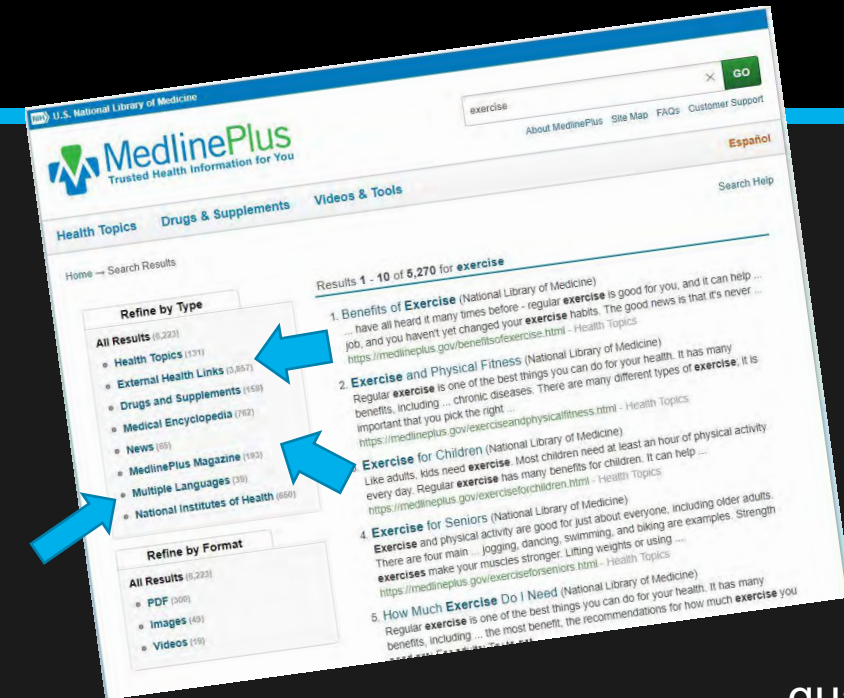 NIH U.S. National Library of Medicine
MedlinePlus
Trusted Health Information for You
exercise × GO
About MedlinePlus Site Map FAQs Customer Support
Español
Health Topics Drugs & Supplements Videos & Tools
Search Help
Home → Search Results
Refine by Type
All Results (6,223)
Health Topics (131)
External Health Links (3,857)
Drugs and Supplements (159)
Medical Encyclopedia (762)
News (65)
MedlinePlus Magazine (193)
Multiple Languages (39)
National Institutes of Health (660)
Refine by Format
All Results (6,223)
PDF (300)
Images (49)
Videos (19)
Results 1 - 10 of 5,270 for exercise
1. Benefits of Exercise (National Library of Medicine)
... have all heard it many times before - regular exercise is good for you, and it can help ...
job, and you haven't yet changed your exercise habits. The good news is that it's never ...
https://medlineplus.gov/benefitsofexercise.html - Health Topics
2. Exercise and Physical Fitness (National Library of Medicine)
Regular exercise is one of the best things you can do for your health. It has many
benefits, including ... chronic diseases. There are many different types of exercise; it is
important that you pick the right ...
https://medlineplus.gov/exerciseandphysicalfitness.html - Health Topics
Exercise for Children (National Library of Medicine)
Like adults, kids need exercise. Most children need at least an hour of physical activity
every day. Regular exercise has many benefits for children. It can help ...
https://medlineplus.gov/exerciseforchildren.html - Health Topics
4. Exercise for Seniors (National Library of Medicine)
Exercise and physical activity are good for just about everyone, including older adults.
There are four main ... jogging, dancing, swimming, and biking are examples. Strength
exercises make your muscles stronger. Lifting weights or using ...
https://medlineplus.gov/exerciseforseniors.html - Health Topics
5. How Much Exercise Do I Need (National Library of Medicine)
Regular exercise is one of the best things you can do for your health. It has many
benefits, including ... the most benefit, the recommendations for how much exercise you